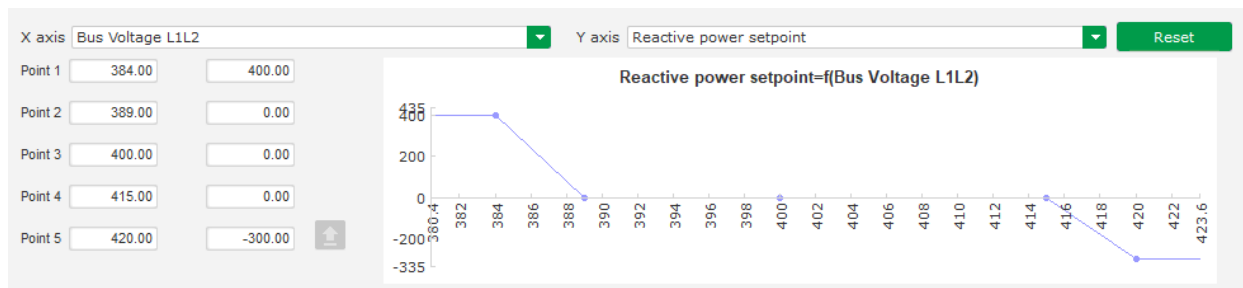 X axis Bus Voltage L1L2 Y axis Reactive power setpoint Reset
Point 1 384.00 400.00
Point 2 389.00 0.00
Point 3 400.00 0.00
Point 4 415.00 0.00
Point 5 420.00 -300.00
Reactive power setpoint=f(Bus Voltage L1L2)
435
400
200
0
-200
-335
380.4 382 384 386 388 390 392 394 396 398 400 402 404 406 408 410 412 414 416 418 420 422 423.6